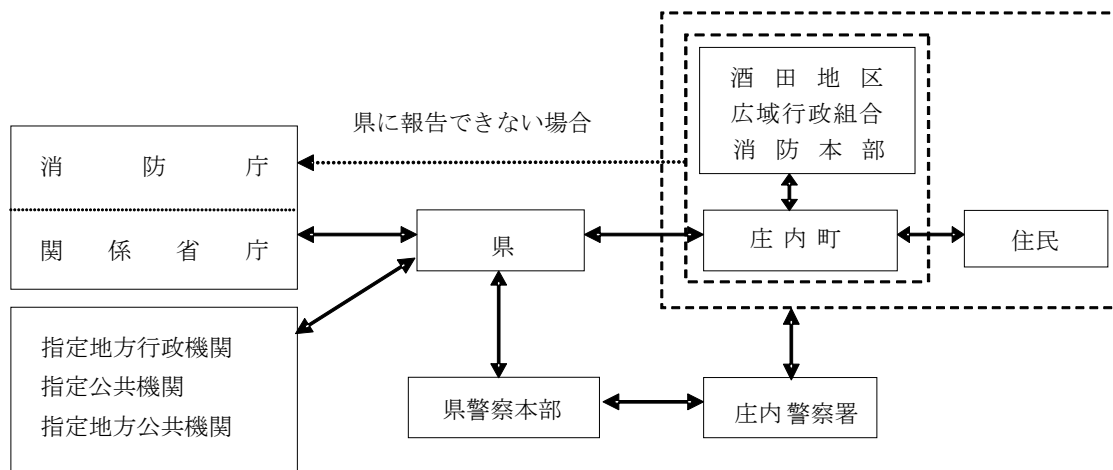 酒田地区
広域行政組合
消防本部
県に報告できない場合
消防庁
関係省庁
県
庄内町
住民
指定地方行政機関
指定公共機関
指定地方公共機関
県警察本部
庄内警察署